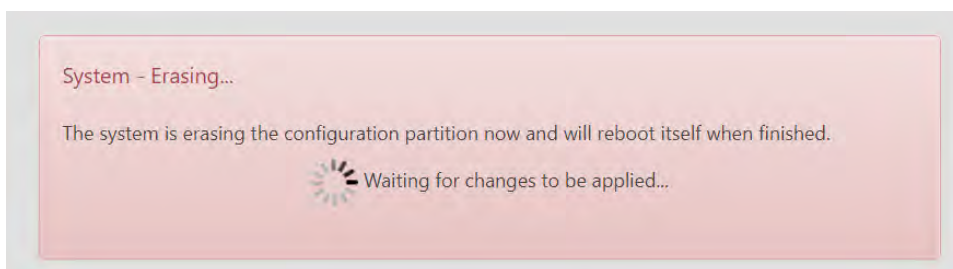 System - Erasing...
The system is erasing the configuration partition now and will reboot itself when finished.
Waiting for changes to be applied...